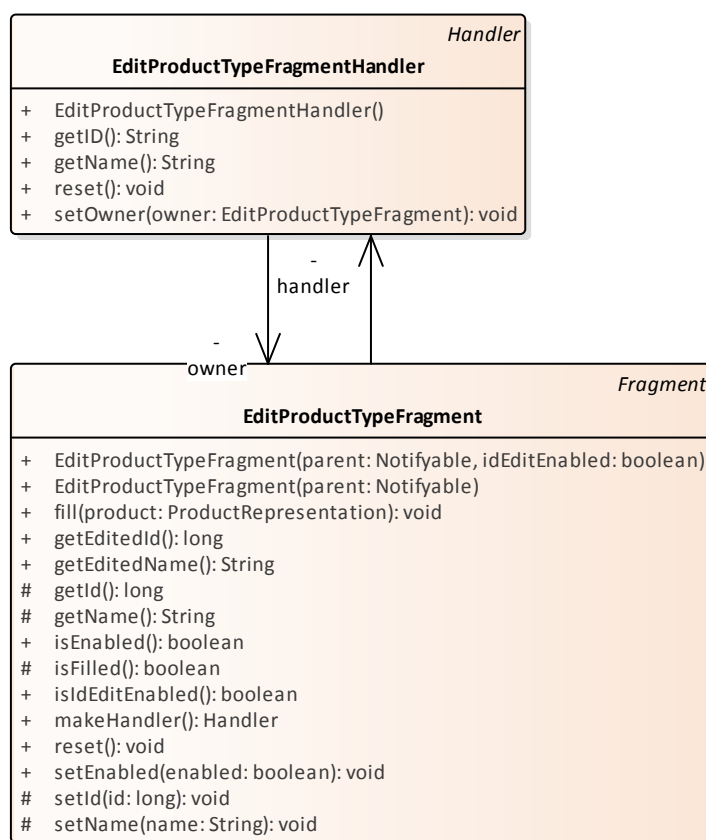 Handler
EditProductTypeFragmentHandler
+ EditProductTypeFragmentHandler()
+ getID(): String
+ getName(): String
+ reset(): void
+ setOwner(owner: EditProductTypeFragment): void
-
handler
-
owner
Fragment
EditProductTypeFragment
+ EditProductTypeFragment(parent: Notifyable, idEditEnabled: boolean)
+ EditProductTypeFragment(parent: Notifyable)
+ fill(product: ProductRepresentation): void
+ getEditedId(): long
+ getEditedName(): String
# getId(): long
# getName(): String
+ isEnabled(): boolean
# isFilled(): boolean
+ isIdEditEnabled(): boolean
+ makeHandler(): Handler
+ reset(): void
+ setEnabled(enabled: boolean): void
# setId(id: long): void
# setName(name: String): void